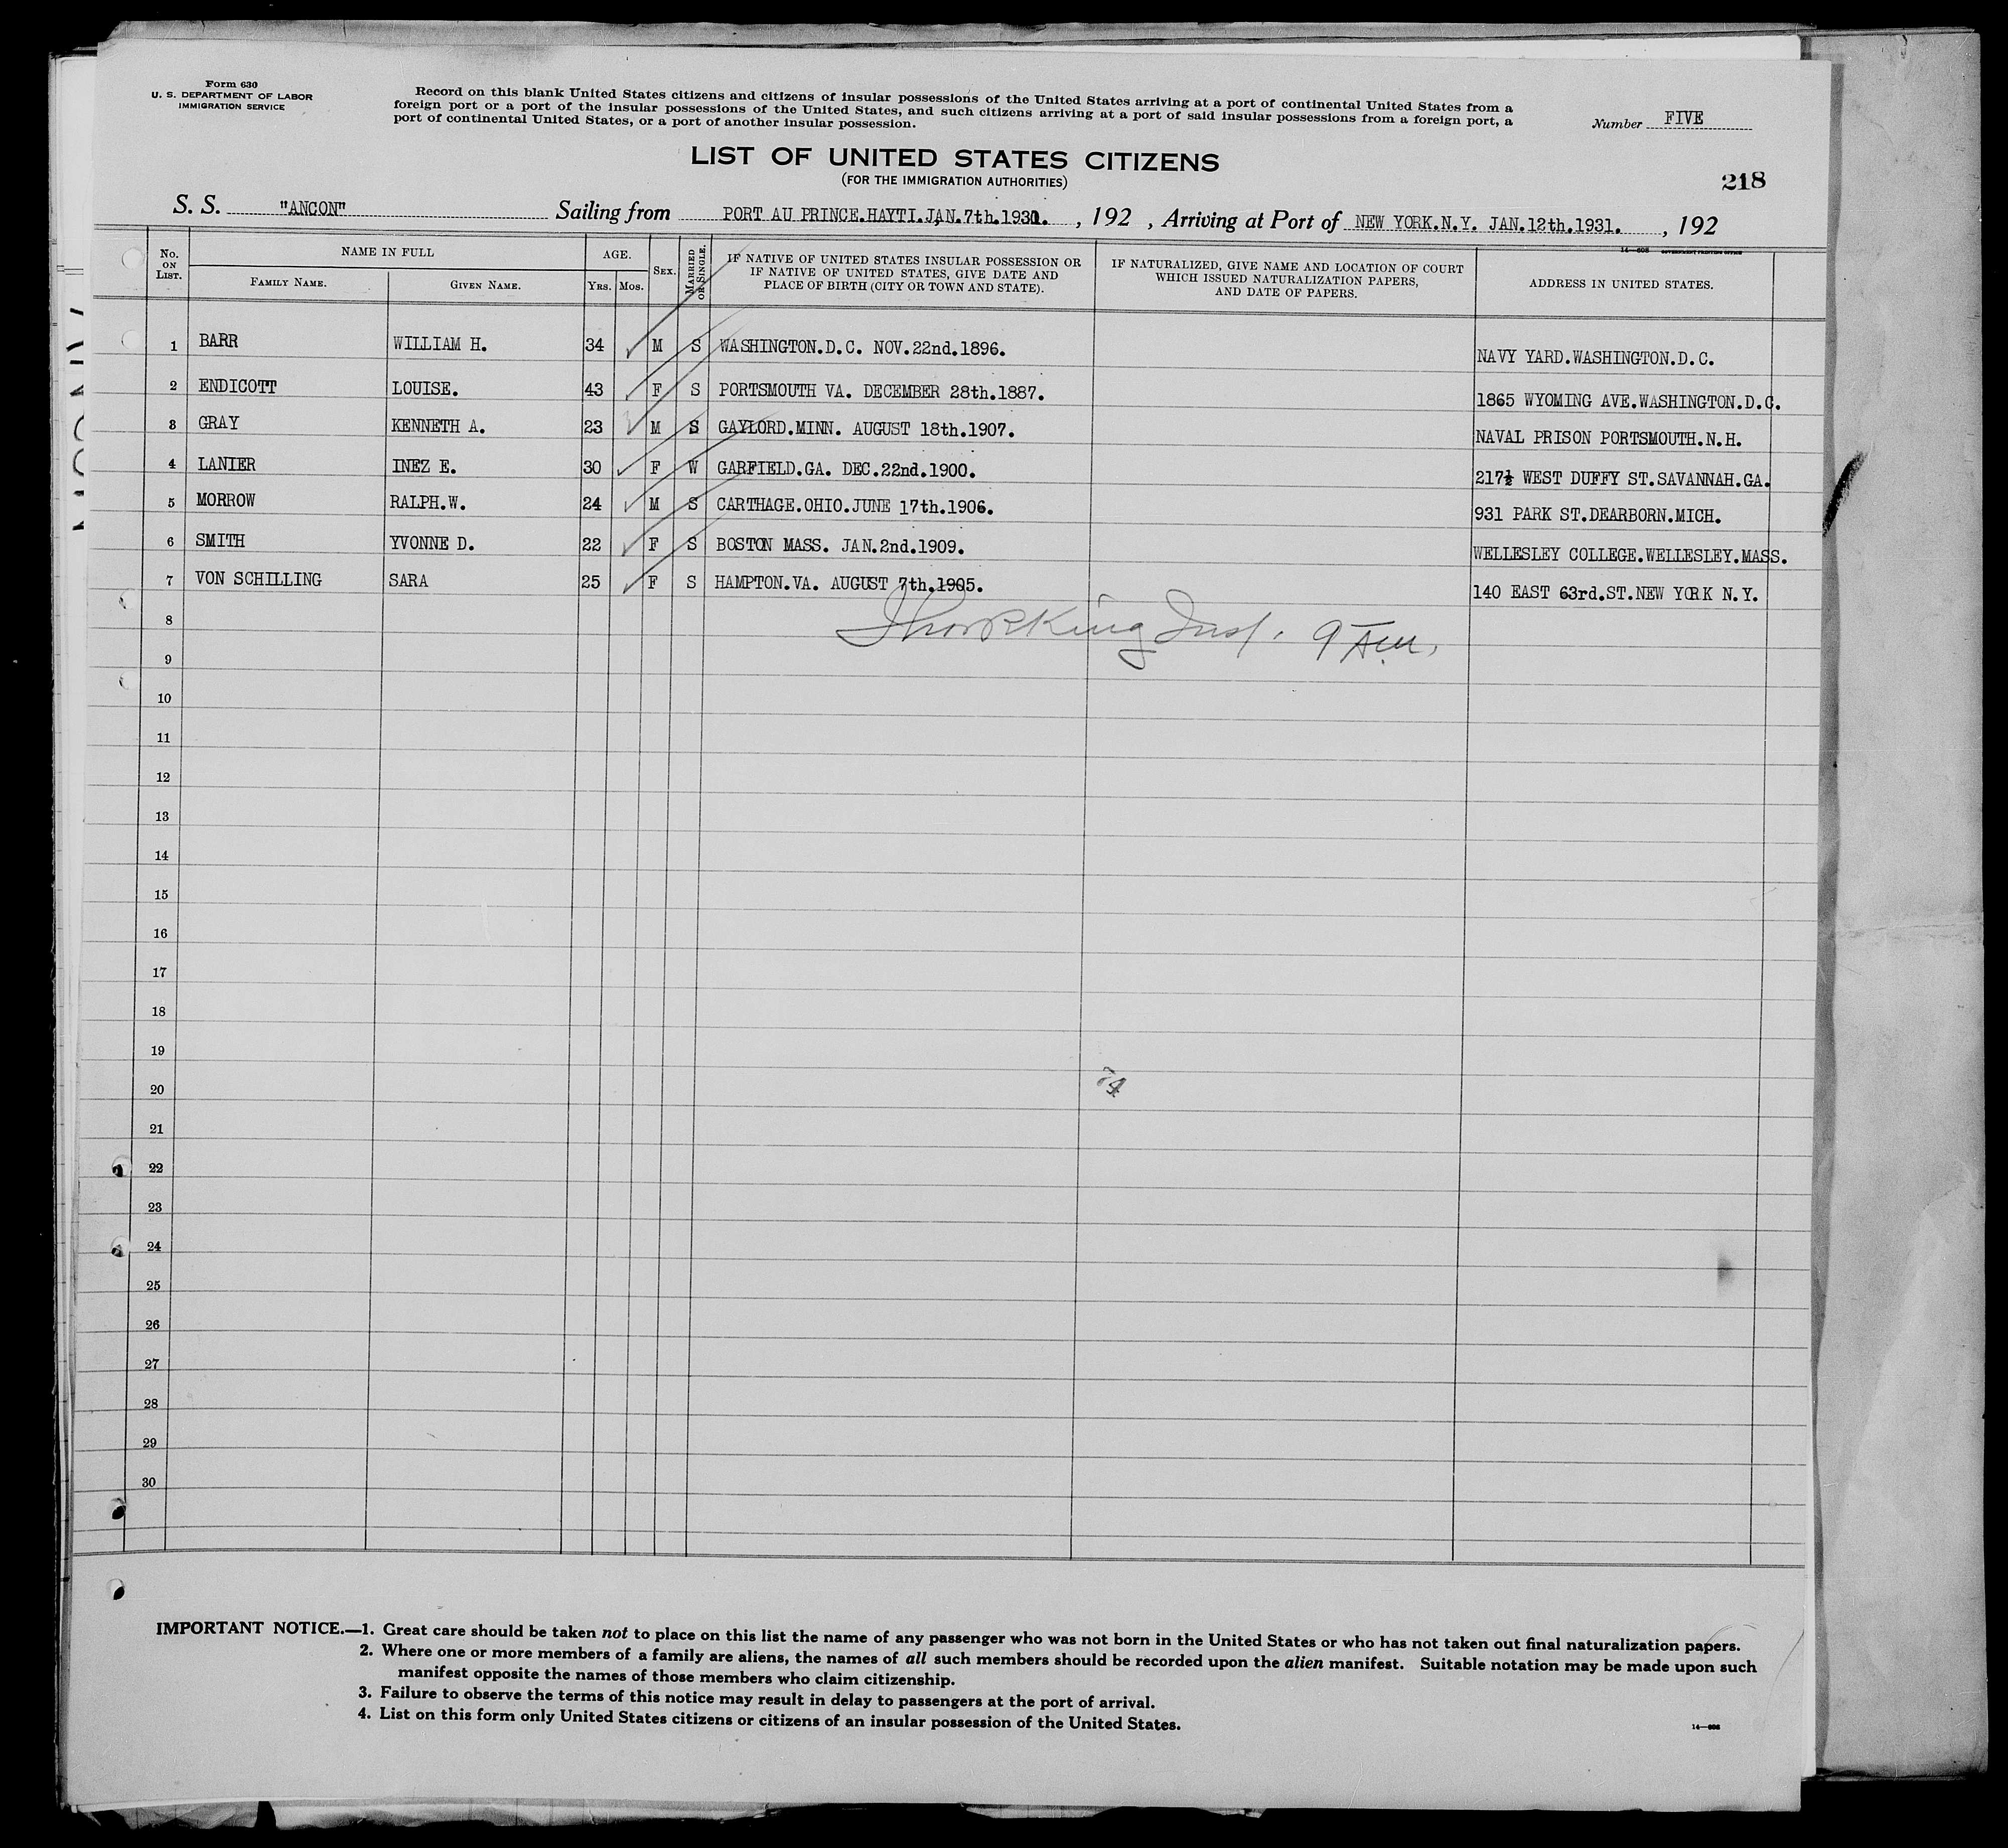 Form 630
U. S. DEPARTMENT OF LABOR
IMMIGRATION SERVICE
Record on this blank United States citizens and citizens of insular possessions of the United States arriving at a port of continental United States from a
foreign port or a port of the insular possessions of the United States, and such citizens arriving at a port of said insular possessions from a foreign port, a
port of continental United States, or a port of another insular possession.
Number FIVE
LIST OF UNITED STATES CITIZENS
(FOR THE IMMIGRATION AUTHORITIES)
218
S. S. "ANCON" Sailing from PORT AU PRINCE.HAYTI.JAN.7th.1931. , 192 , Arriving at Port of NEW YORK.N.Y. JAN.12th.1931. , 192
No. ON LIST. NAME IN FULL AGE. SEX. MARRIED OR SINGLE. IF NATIVE OF UNITED STATES INSULAR POSSESSION OR IF NATIVE OF UNITED STATES, GIVE DATE AND PLACE OF BIRTH (CITY OR TOWN AND STATE). IF NATURALIZED, GIVE NAME AND LOCATION OF COURT WHICH ISSUED NATURALIZATION PAPERS, AND DATE OF PAPERS. ADDRESS IN UNITED STATES.
FAMILY NAME. GIVEN NAME. YRS. MOS.
1 BARR WILLIAM H. 34 M S WASHINGTON.D.C. NOV.22nd.1896. NAVY YARD.WASHINGTON.D.C.
2 ENDICOTT LOUISE. 43 F S PORTSMOUTH VA. DECEMBER 28th.1887. 1865 WYOMING AVE.WASHINGTON.D.C.
3 GRAY KENNETH A. 23 M S GAYLORD.MINN. AUGUST 18th.1907. NAVAL PRISON PORTSMOUTH.N.H.
4 LANIER INEZ E. 30 F W GARFIELD.GA. DEC.22nd.1900. 217½ WEST DUFFY ST.SAVANNAH.GA.
5 MORROW RALPH.W. 24 M S CARTHAGE.OHIO.JUNE 17th.1906. 931 PARK ST.DEARBORN.MICH.
6 SMITH YVONNE D. 22 F S BOSTON MASS. JAN.2nd.1909. WELLESLEY COLLEGE.WELLESLEY.MASS.
7 VON SCHILLING SARA 25 F S HAMPTON.VA. AUGUST 7th.1905. 140 EAST 63rd.ST.NEW YORK N.Y.
8 King Insp. 9 AM.
9
10
11
12
13
14
15
16
17
18
19
20
21
22
23
24
25
26
27
28
29
30
IMPORTANT NOTICE.—1. Great care should be taken not to place on this list the name of any passenger who was not born in the United States or who has not taken out final naturalization papers.
2. Where one or more members of a family are aliens, the names of all such members should be recorded upon the alien manifest. Suitable notation may be made upon such
manifest opposite the names of those members who claim citizenship.
3. Failure to observe the terms of this notice may result in delay to passengers at the port of arrival.
4. List on this form only United States citizens or citizens of an insular possession of the United States.